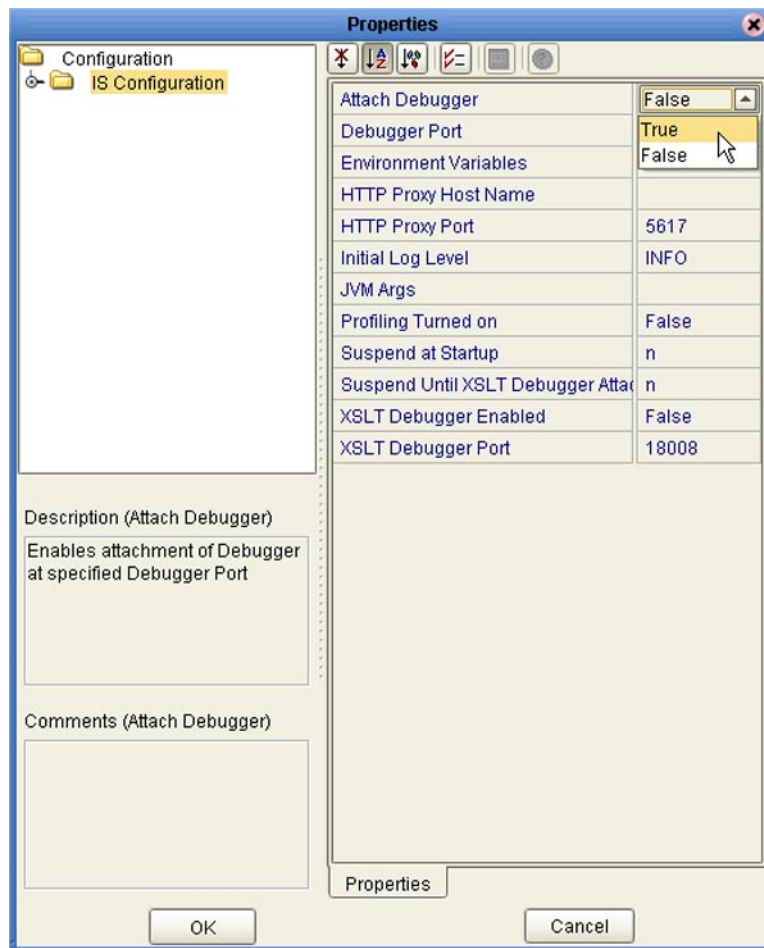 Properties
Configuration
IS Configuration
Attach Debugger False
True
False
Debugger Port
Environment Variables
HTTP Proxy Host Name
HTTP Proxy Port 5617
Initial Log Level INFO
JVM Args
Profiling Turned on False
Suspend at Startup n
Suspend Until XSLT Debugger Attac n
XSLT Debugger Enabled False
XSLT Debugger Port 18008
Description (Attach Debugger)
Enables attachment of Debugger
at specified Debugger Port
Comments (Attach Debugger)
Properties
OK
Cancel